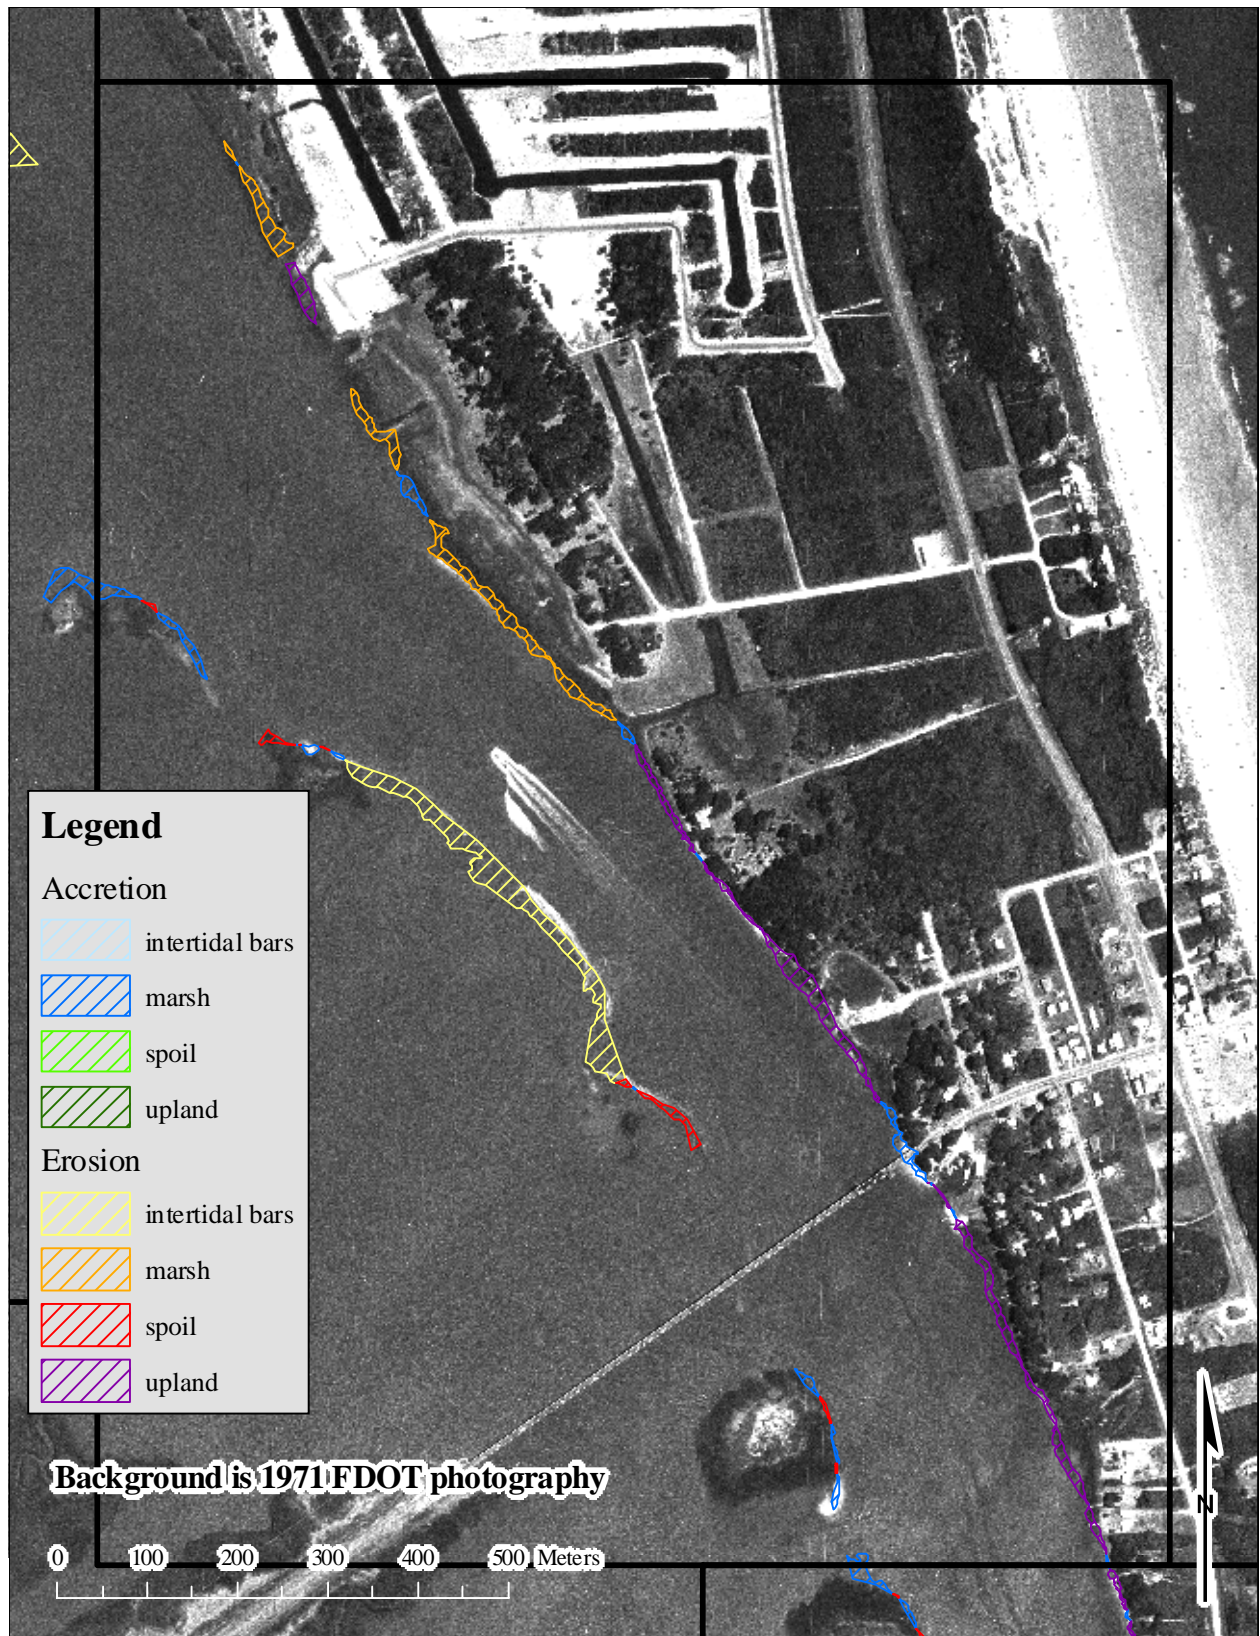 Legend
Accretion
intertidal bars
marsh
spoil
upland
Erosion
intertidal bars
marsh
spoil
upland
Background is 1971 FDOT photography
0 100 200 300 400 500 Meters
N